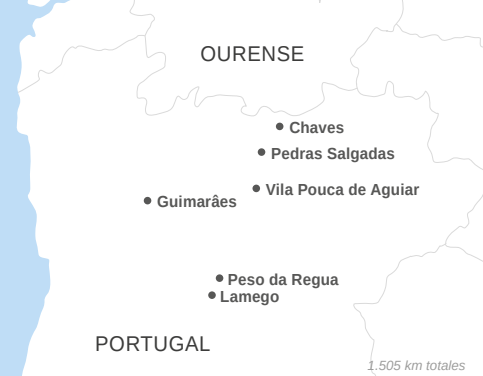 OURENSE
Chaves
Pedras Salgadas
Vila Pouca de Aguiar
Guimarâes
Peso da Regua
Lamego
PORTUGAL
1.505 km totales